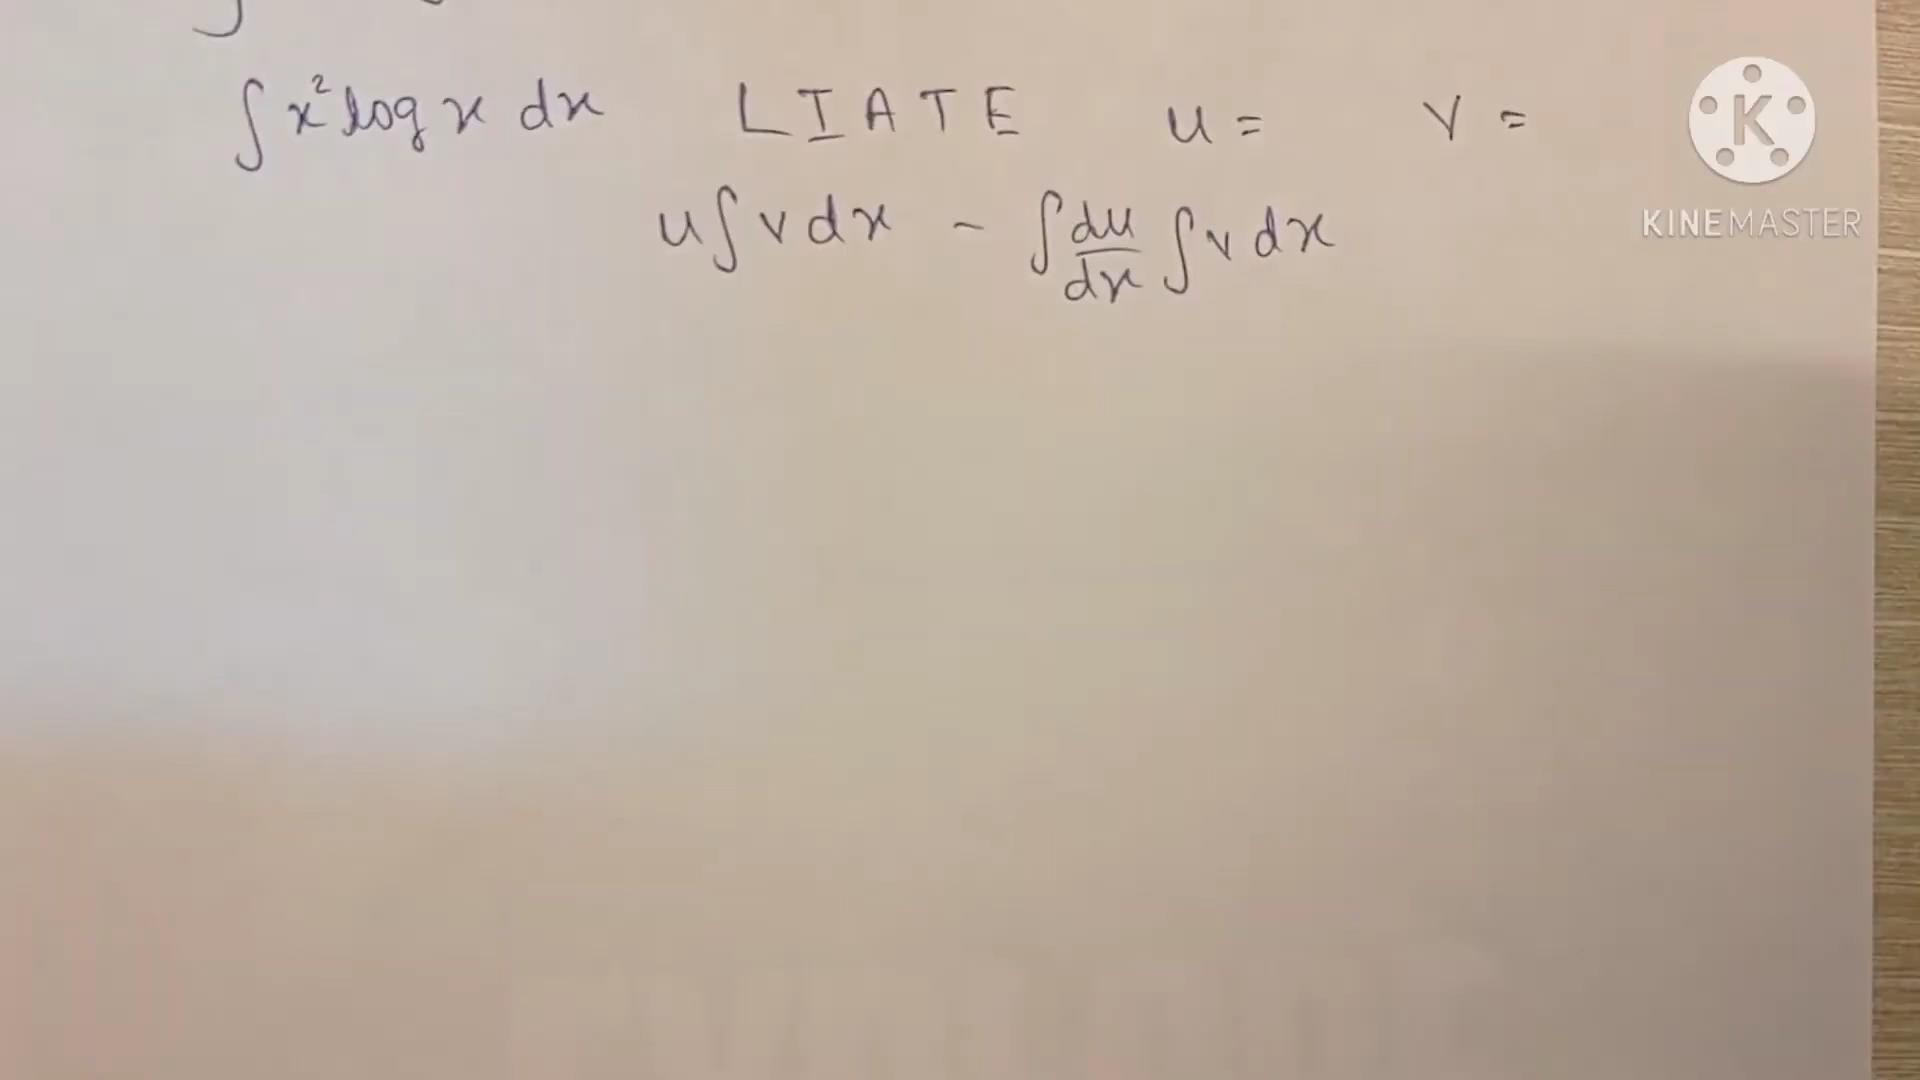 ∫ x² log x dx LIATE u = v =
u ∫ v dx - ∫ du/dx ∫ v dx
K
KINEMASTER